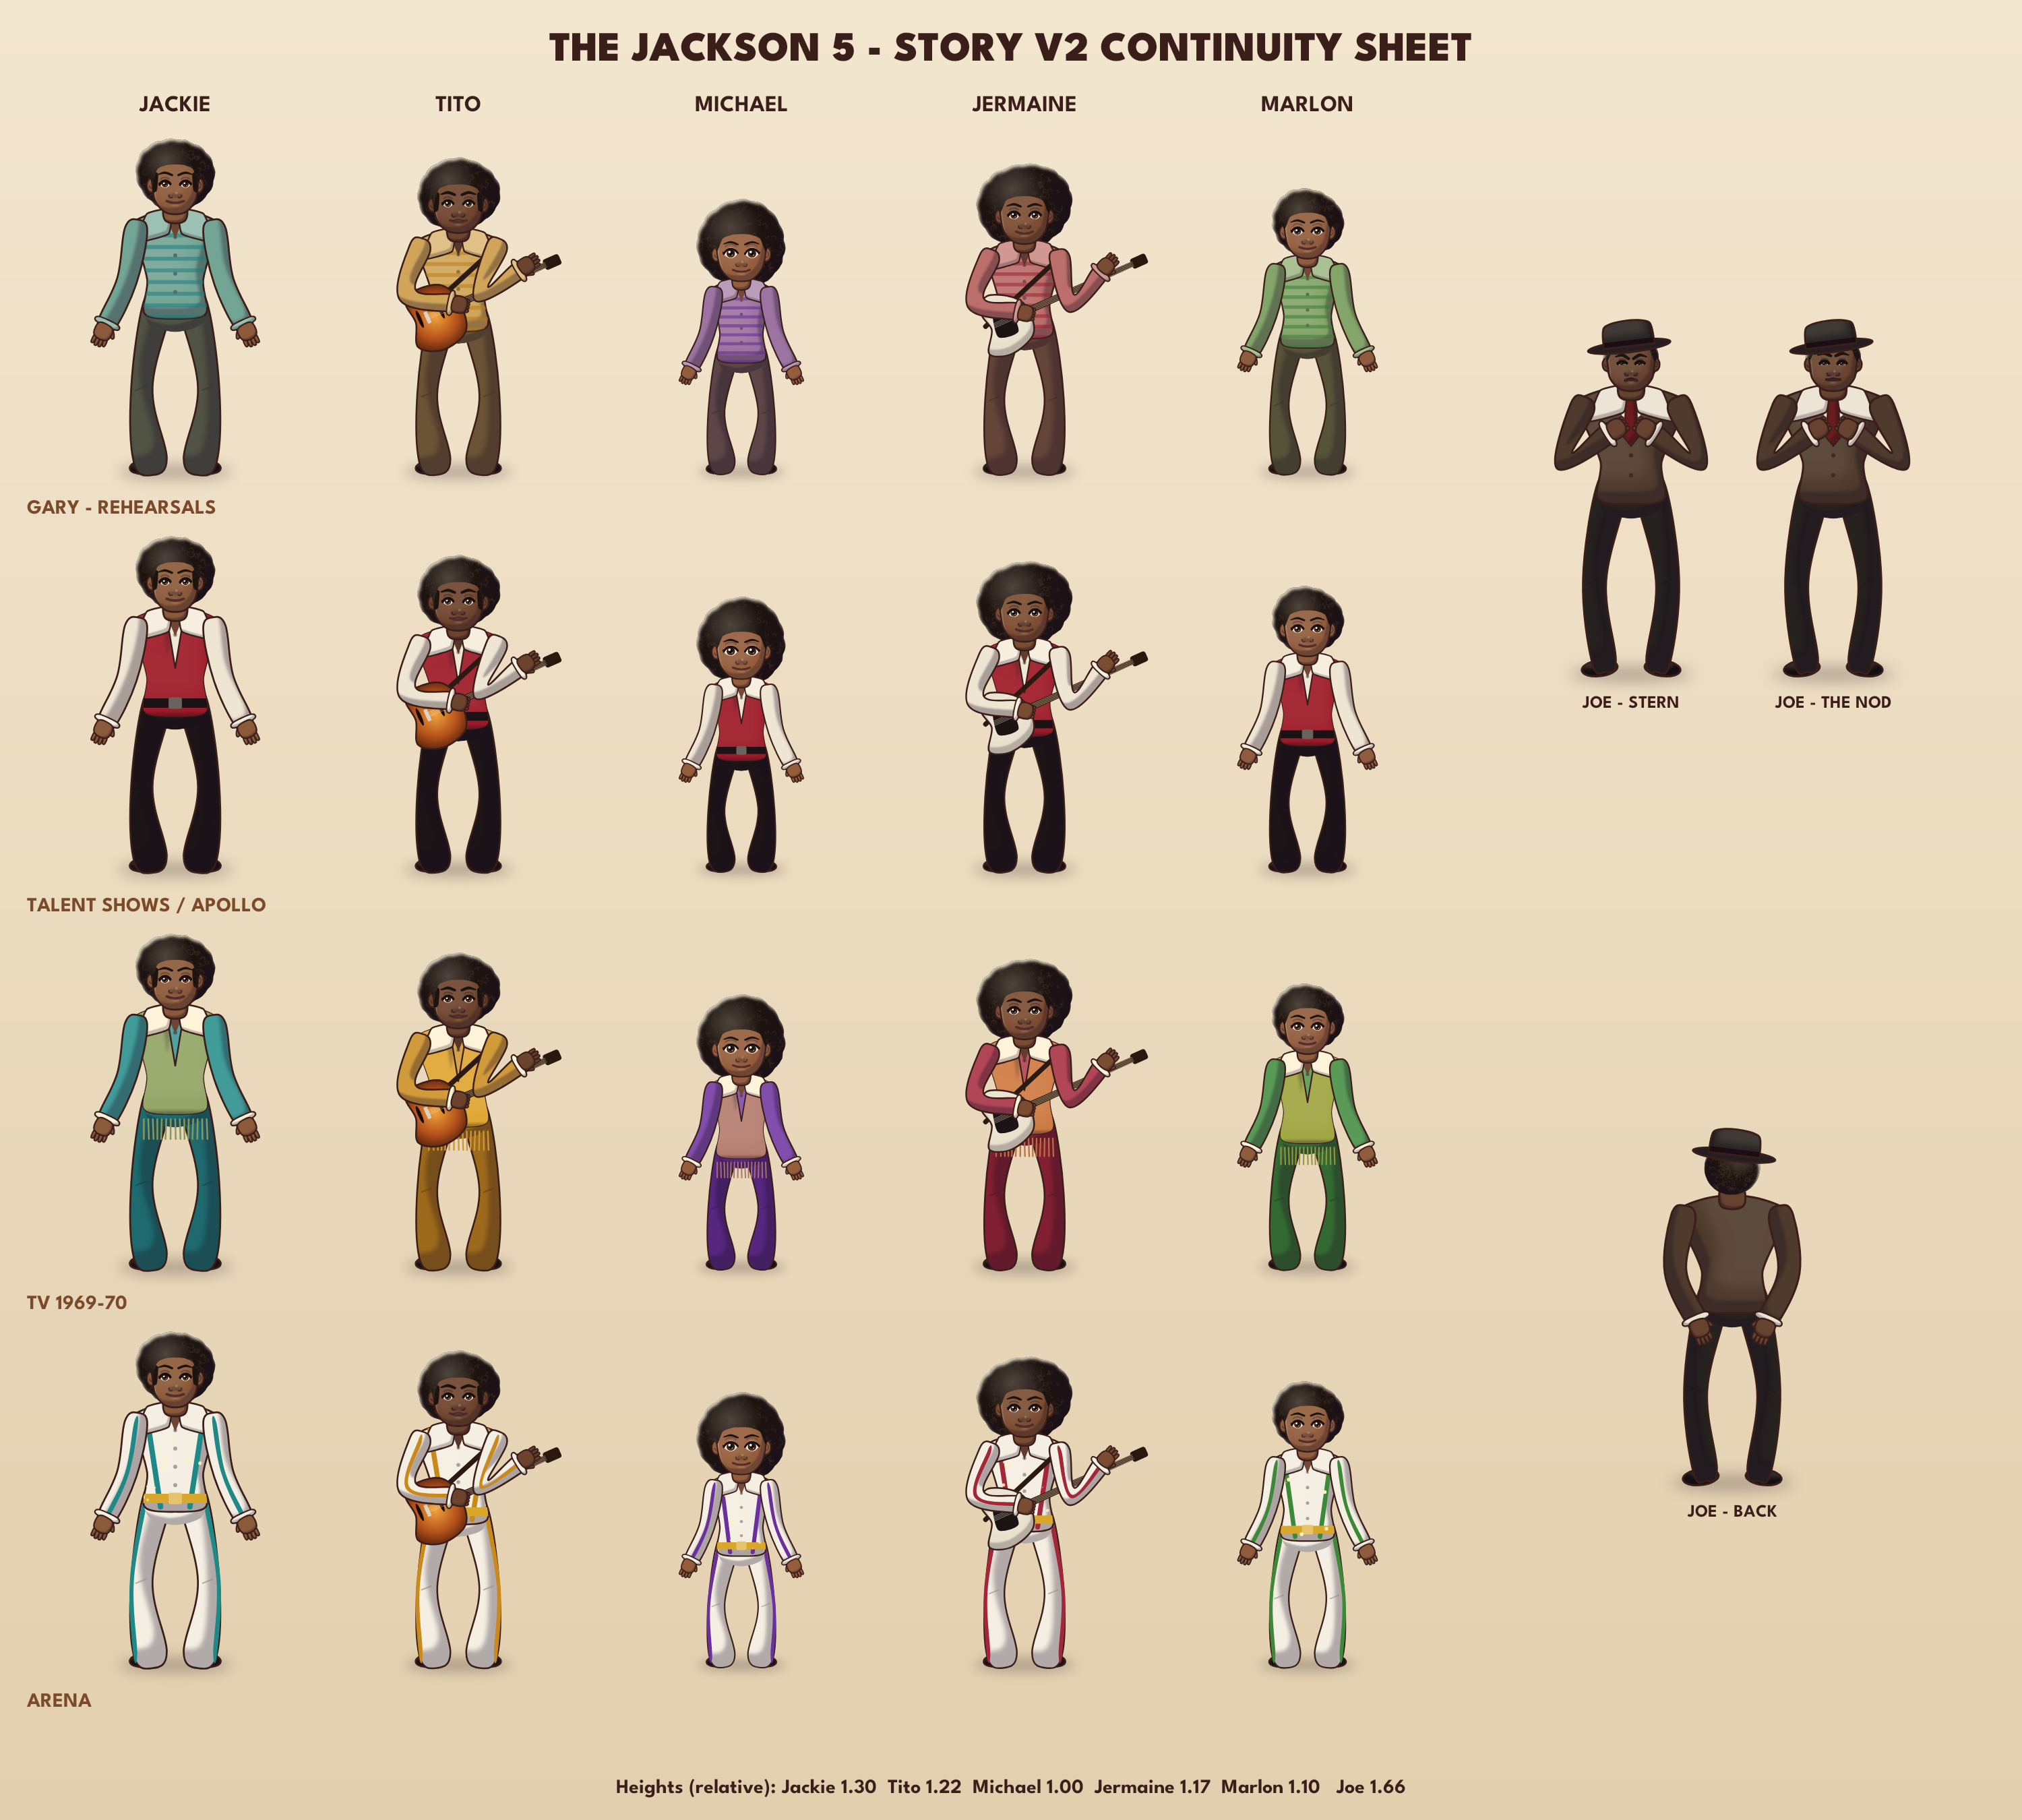 THE JACKSON 5 - STORY V2 CONTINUITY SHEET
JACKIE
TITO
MICHAEL
JERMAINE
MARLON
GARY - REHEARSALS
JOE - STERN
JOE - THE NOD
TALENT SHOWS / APOLLO
TV 1969-70
JOE - BACK
ARENA
Heights (relative): Jackie 1.30 Tito 1.22 Michael 1.00 Jermaine 1.17 Marlon 1.10 Joe 1.66